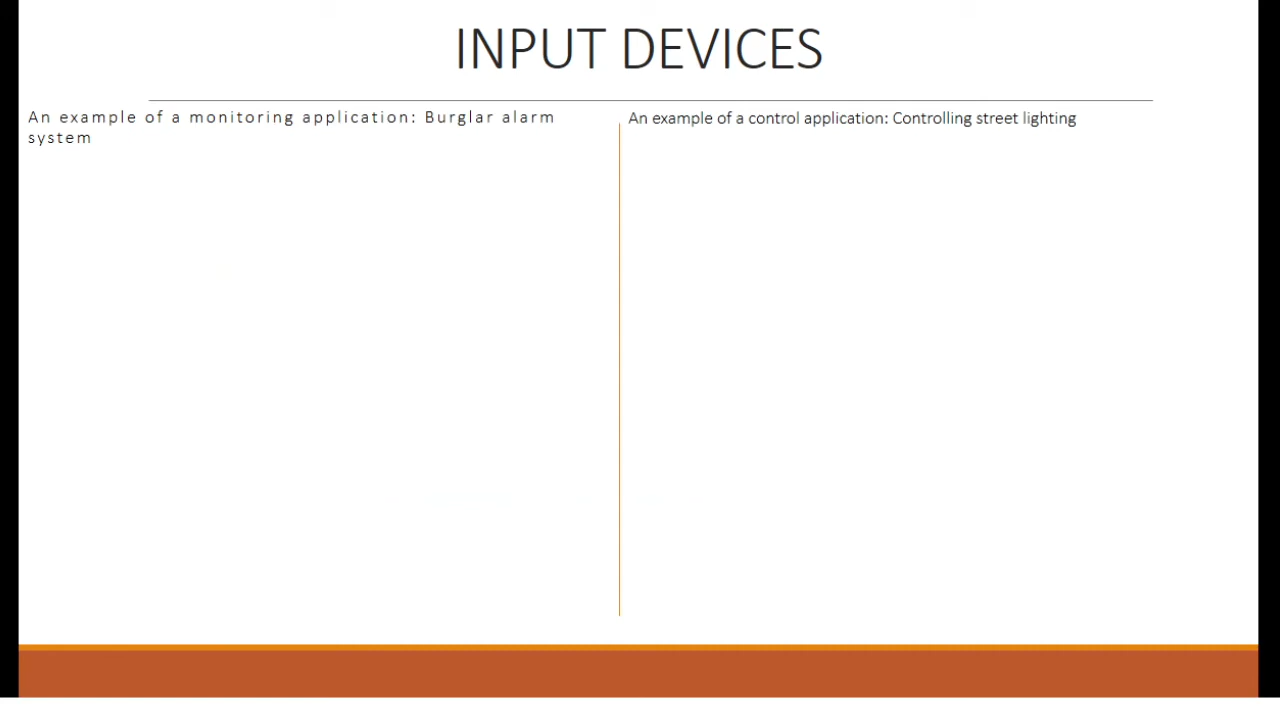 INPUT DEVICES
An example of a monitoring application: Burglar alarm
system
An example of a control application: Controlling street lighting